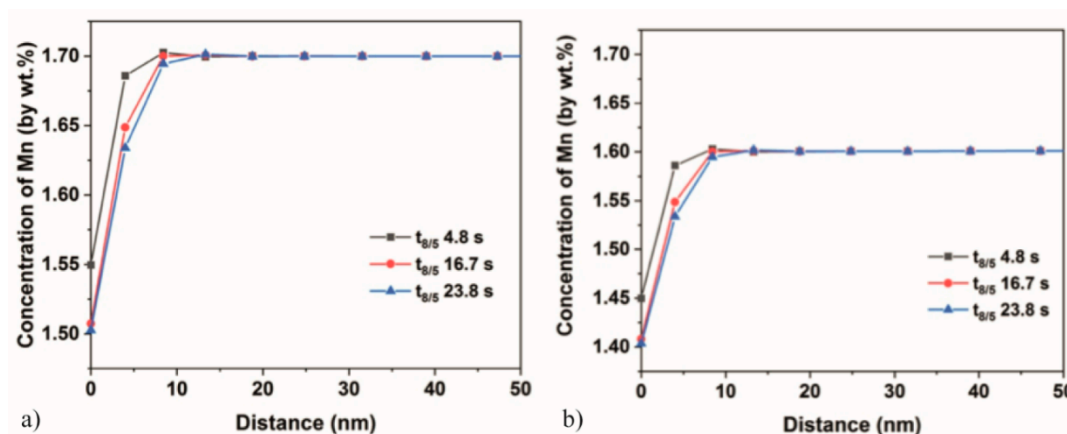 Concentration of Mn (by wt.%)
1.70
1.65
1.60
1.55
1.50
t8/5 4.8 s
t8/5 16.7 s
t8/5 23.8 s
0 10 20 30 40 50
Distance (nm)
a)
Concentration of Mn (by wt.%)
1.70
1.65
1.60
1.55
1.50
1.45
1.40
t8/5 4.8 s
t8/5 16.7 s
t8/5 23.8 s
0 10 20 30 40 50
Distance (nm)
b)